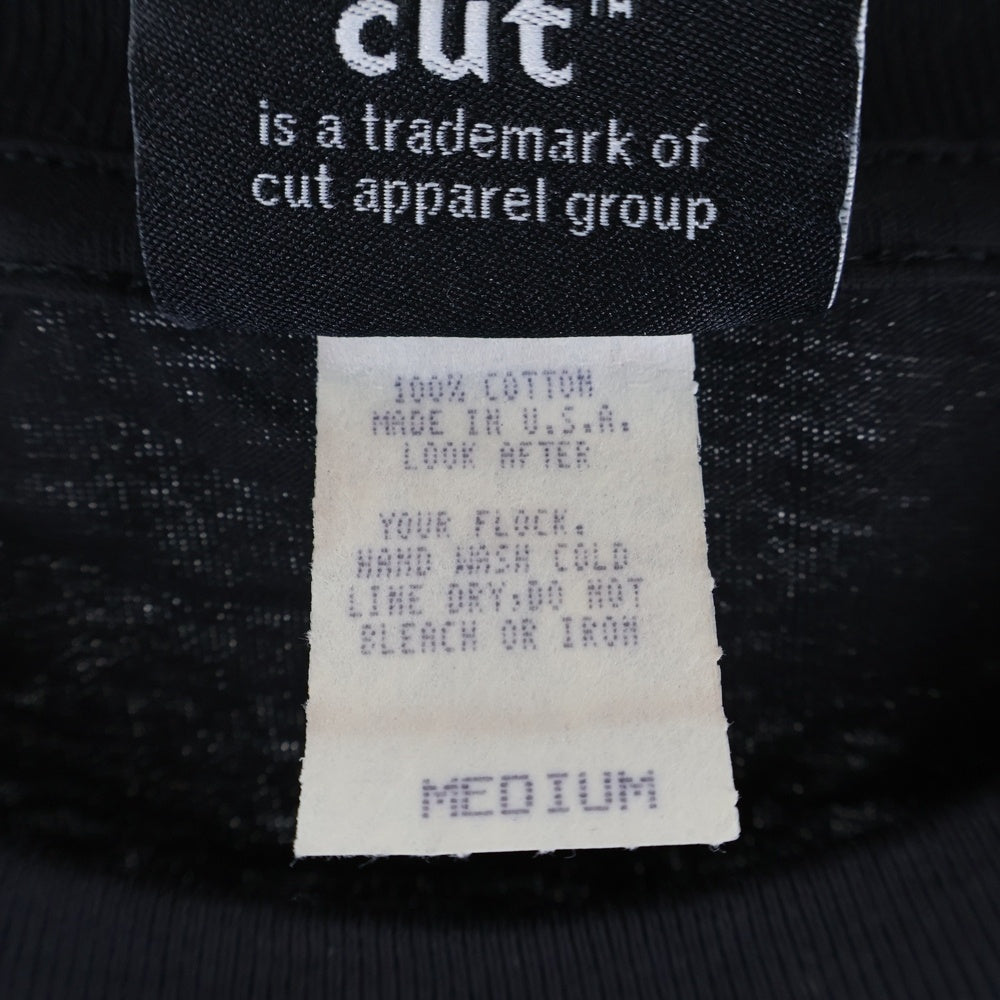 cut™
is a trademark of
cut apparel group
100% COTTON
MADE IN U.S.A.
LOOK AFTER
YOUR FLOCK.
HAND WASH COLD
LINE DRY,DO NOT
BLEACH OR IRON
MEDIUM